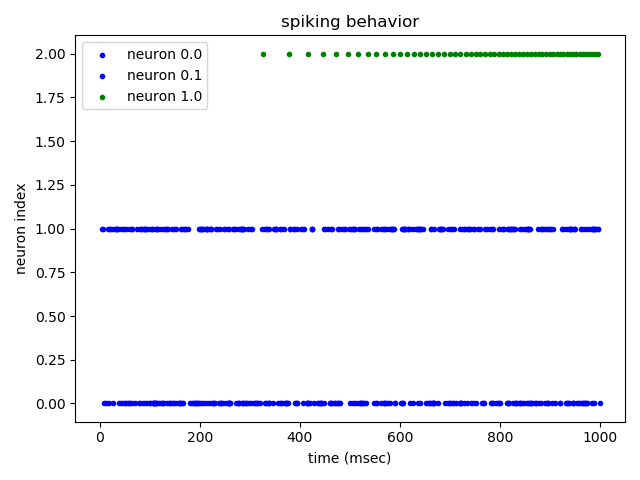 spiking behavior
neuron 0.0
neuron 0.1
neuron 1.0
2.00
1.75
1.50
1.25
1.00
0.75
0.50
0.25
0.00
neuron index
0 200 400 600 800 1000
time (msec)